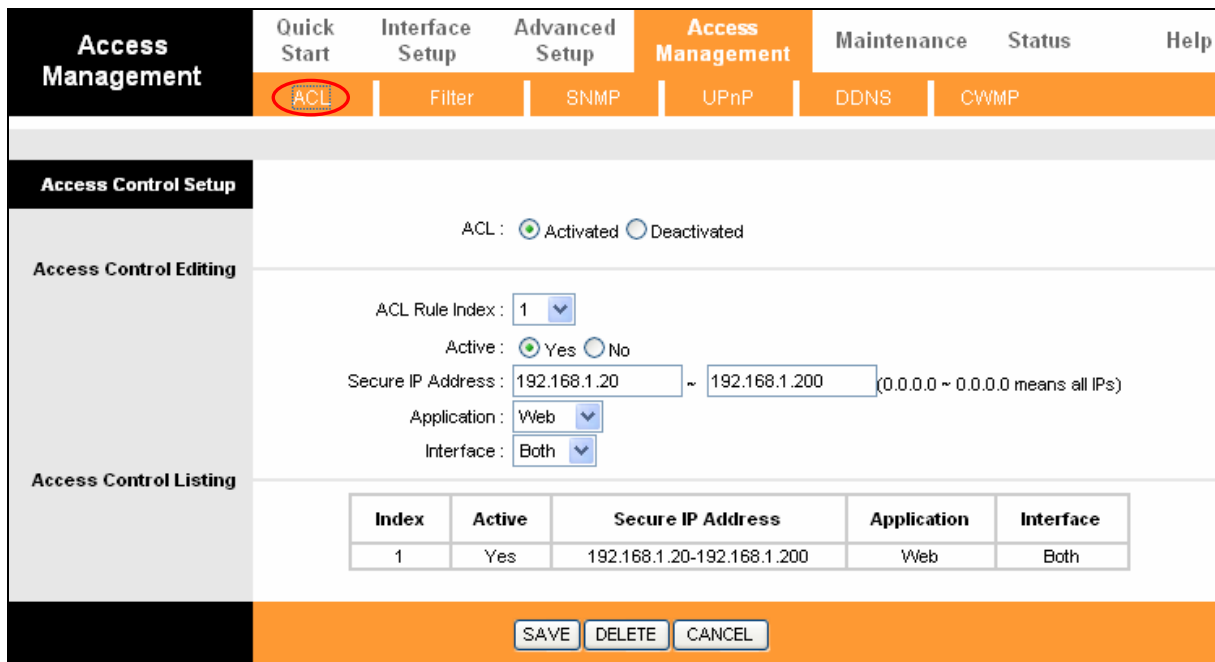 Access Management
Quick Start
Interface Setup
Advanced Setup
Access Management
Maintenance
Status
Help
ACL
Filter
SNMP
UPnP
DDNS
CWMP
Access Control Setup
ACL : Activated Deactivated
Access Control Editing
ACL Rule Index : 1
Active : Yes No
Secure IP Address : 192.168.1.20 ~ 192.168.1.200 (0.0.0.0 ~ 0.0.0.0 means all IPs)
Application : Web
Interface : Both
Access Control Listing
Index Active Secure IP Address Application Interface
1 Yes 192.168.1.20-192.168.1.200 Web Both
SAVE DELETE CANCEL